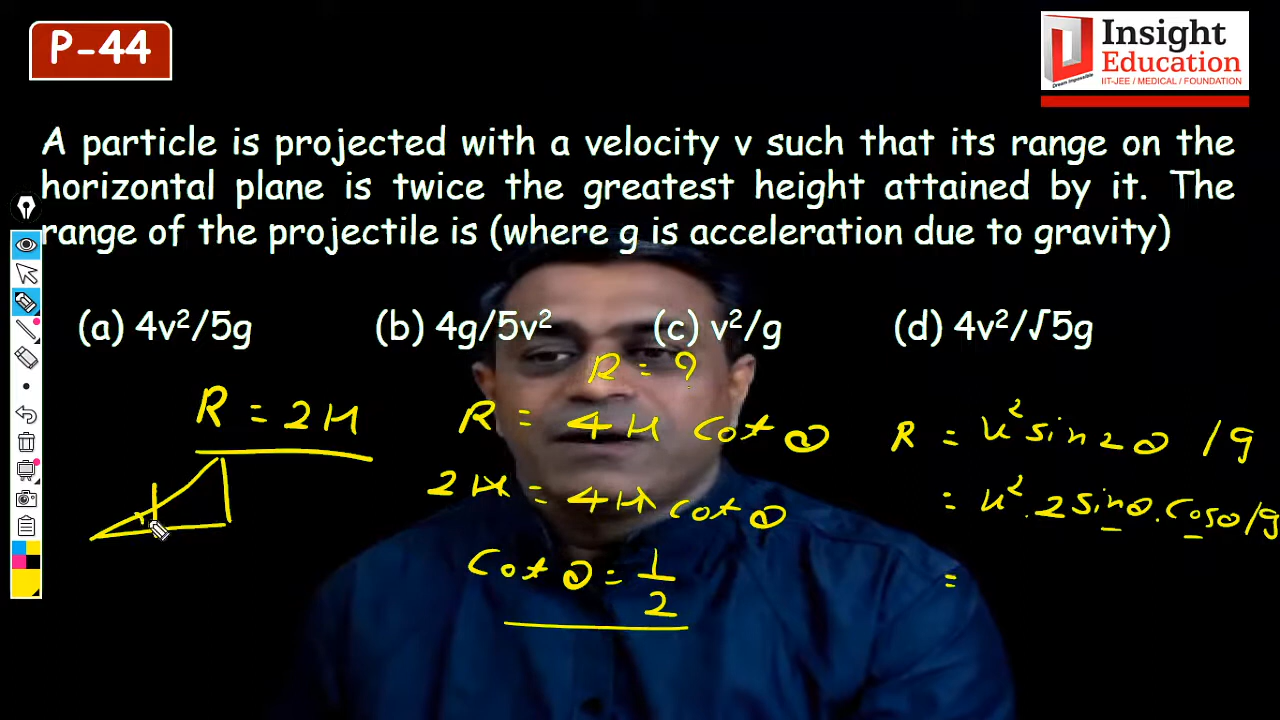 P-44
Insight
Education
IIT-JEE / MEDICAL / FOUNDATION
A particle is projected with a velocity v such that its range on the
horizontal plane is twice the greatest height attained by it. The
range of the projectile is (where g is acceleration due to gravity)
(a) 4v²/5g (b) 4g/5v² (c) v²/g (d) 4v²/√5g
R = ?
R = 2H
R = 4H cot θ
2H = 4H cot θ
cot θ = 1/2
R = u² sin 2θ / g
= u². 2 sin θ. cos θ / g
=